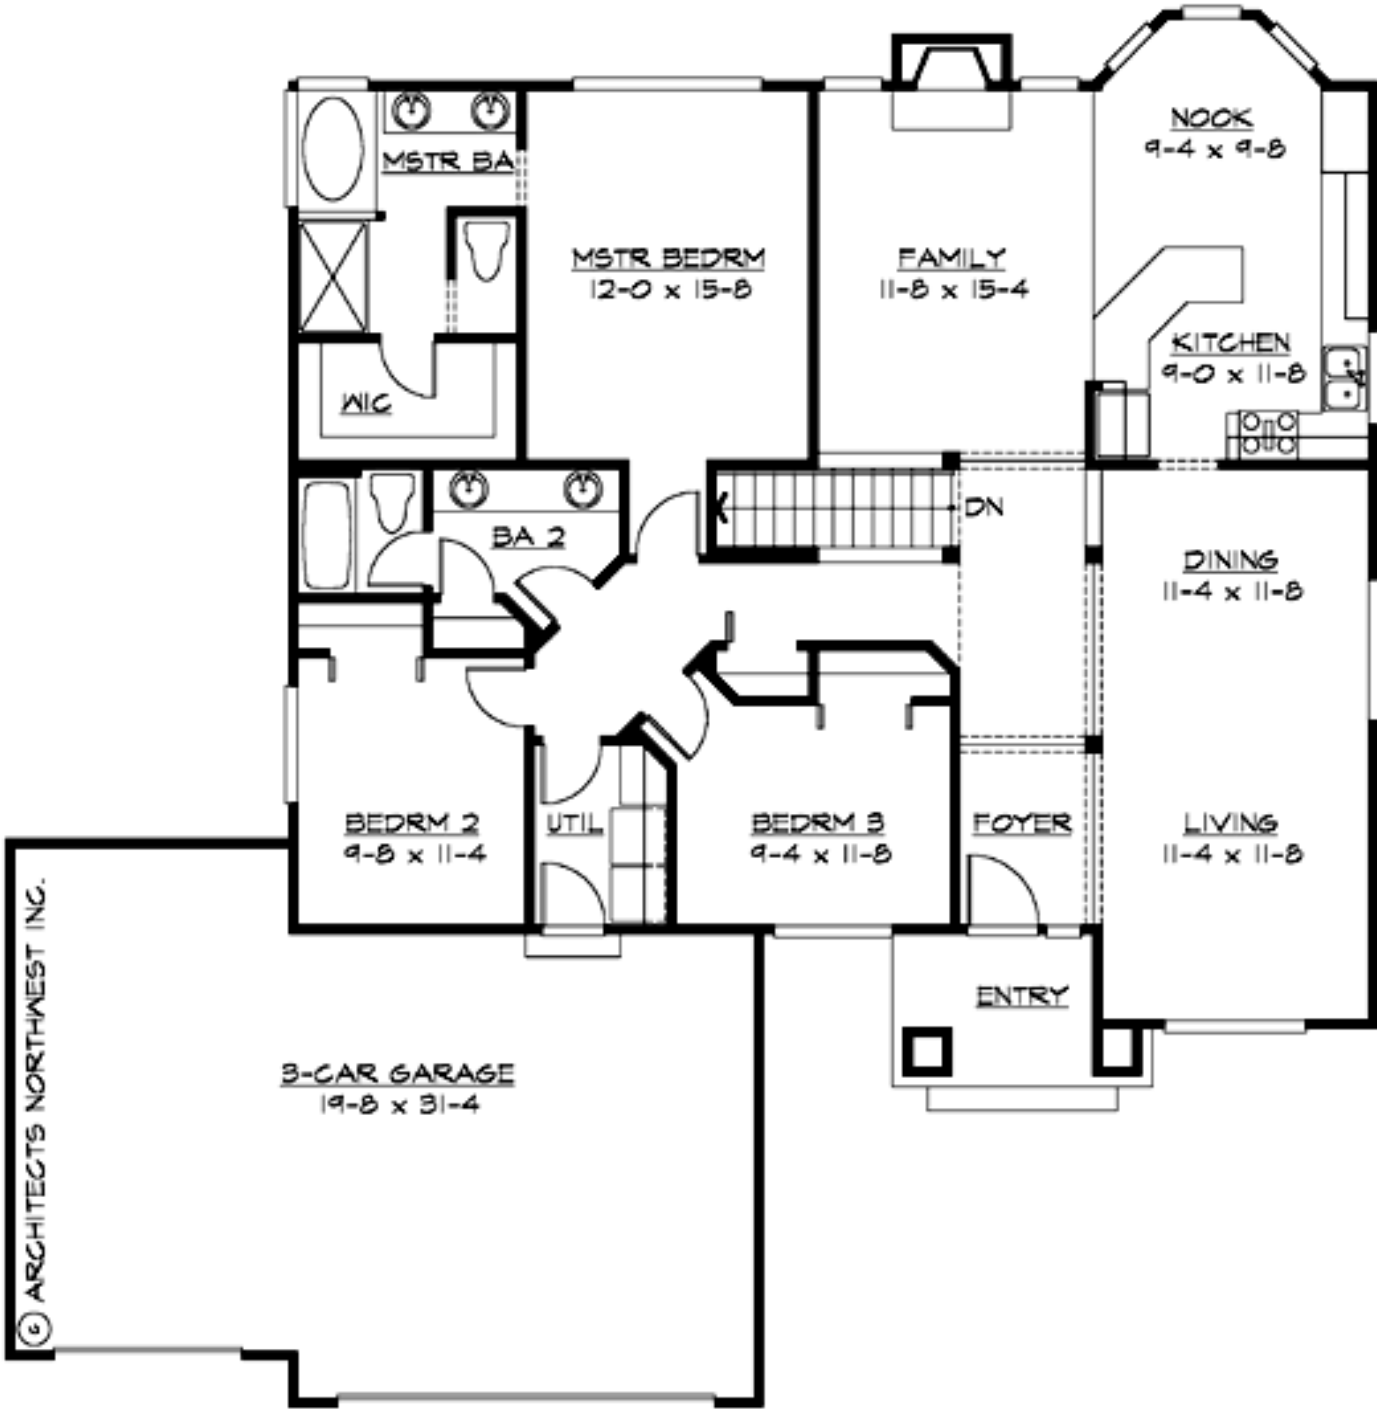 NOOK
9-4 x 9-8
MSTR BA
MSTR BEDRM
12-0 x 15-8
FAMILY
11-8 x 15-4
KITCHEN
9-0 x 11-8
WIC
BA 2
DN
DINING
11-4 x 11-8
BEDRM 2
9-8 x 11-4
UTIL
BEDRM 3
9-4 x 11-8
FOYER
LIVING
11-4 x 11-8
ENTRY
3-CAR GARAGE
19-8 x 31-4
© ARCHITECTS NORTHWEST INC.